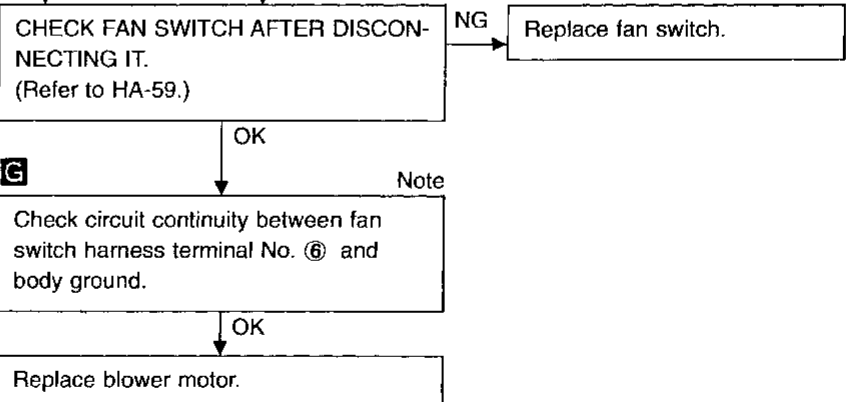 CHECK FAN SWITCH AFTER DISCON-
NECTING IT.
(Refer to HA-59.)
NG
Replace fan switch.
OK
G
Note
Check circuit continuity between fan
switch harness terminal No. ⑥ and
body ground.
OK
Replace blower motor.